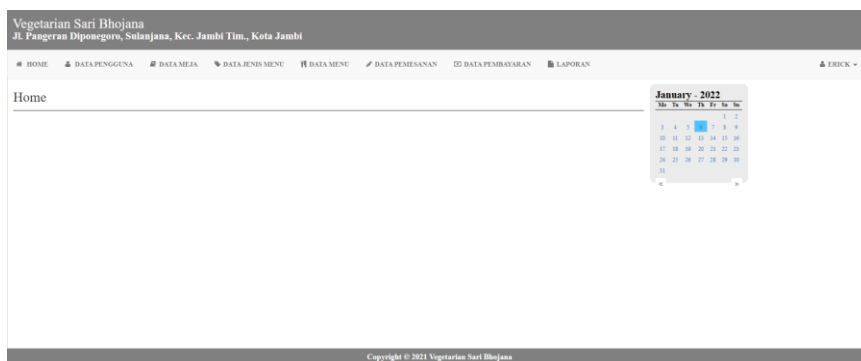 Vegetarian Sari Bhojana
Jl. Pangeran Diponegoro, Sulanjana, Kec. Jambi Tim., Kota Jambi
HOME DATA PENGGUNA DATA MEJA DATA JENIS MENU DATA MENU DATA PEMESANAN DATA PEMBAYARAN LAPORAN ERICK
Home
January - 2022
Mo Tu We Th Fr Sa Su
1 2
3 4 5 6 7 8 9
10 11 12 13 14 15 16
17 18 19 20 21 22 23
24 25 26 27 28 29 30
31
« »
Copyright © 2021 Vegetarian Sari Bhojana